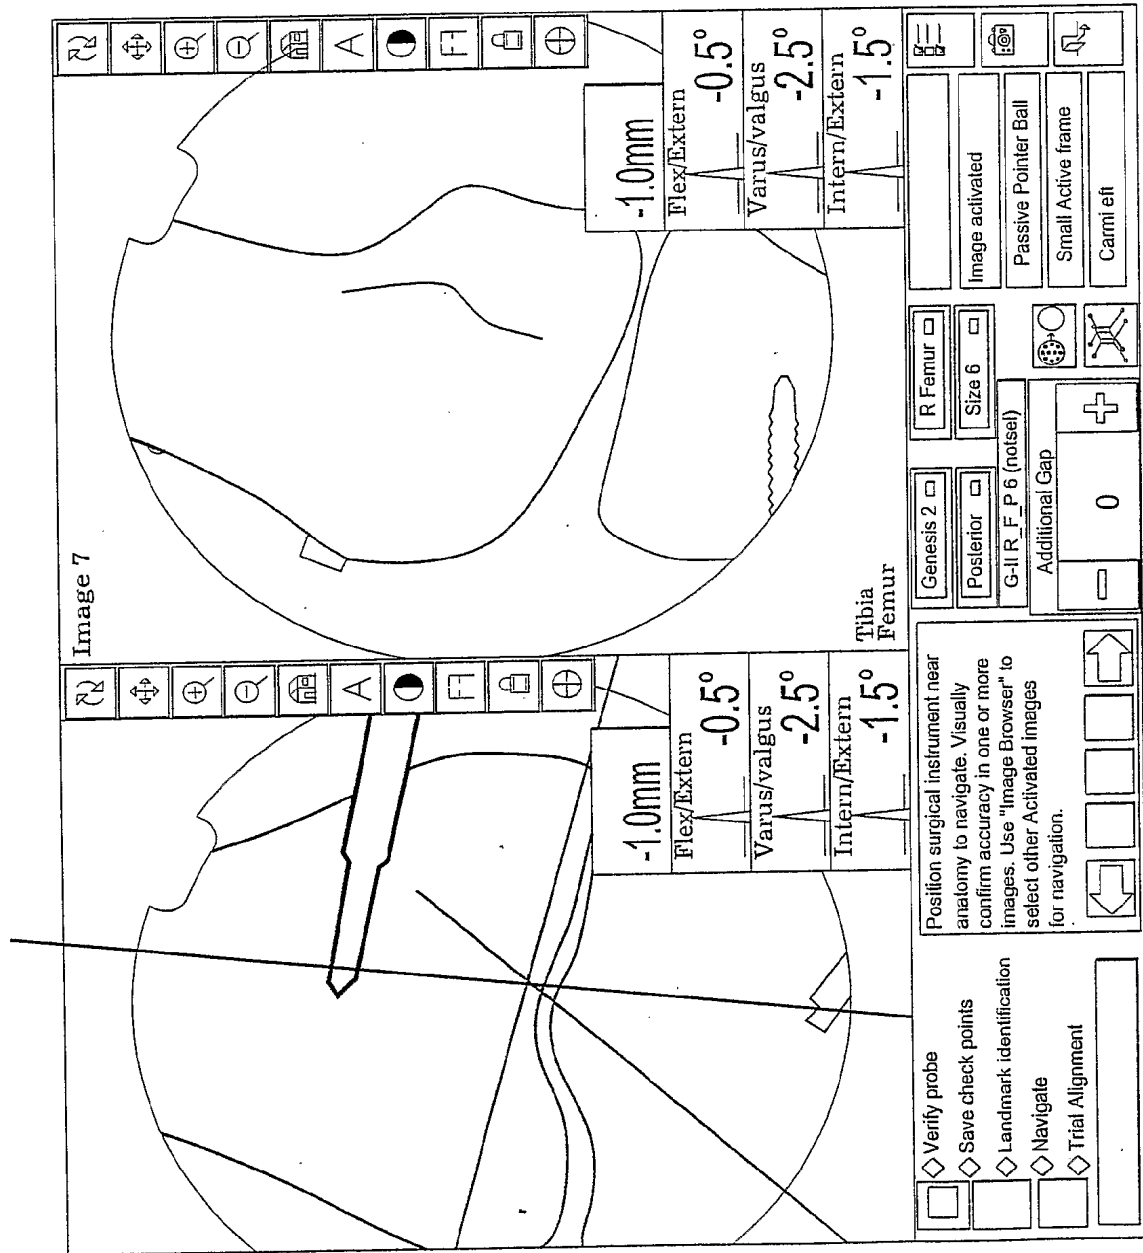 Image 7
A
A
-1.0mm
Flex/Extern
-0.5°
Varus/valgus
-2.5°
Intern/Extern
-1.5°
-1.0mm
Flex/Extern
-0.5°
Varus/valgus
-2.5°
Intern/Extern
-1.5°
Tibia
Femur
Verify probe
Save check points
Landmark identification
Navigate
Trial Alignment
Position surgical instrument near
anatomy to navigate. Visually
confirm accuracy in one or more
images. Use "Image Browser" to
select other Activated images
for navigation.
Genesis 2
R Femur
Posterior
Size 6
G-II R_F_P 6 (notsel)
Additional Gap
0
Image activated
Passive Pointer Ball
Small Active frame
Carmi eft